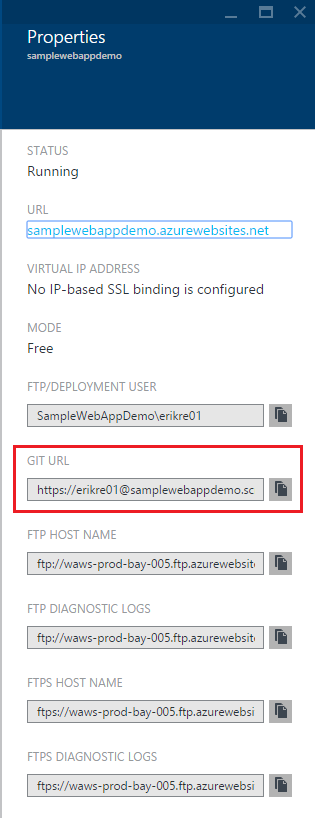 Properties
samplewebappdemo
STATUS
Running
URL
samplewebappdemo.azurewebsites.net
VIRTUAL IP ADDRESS
No IP-based SSL binding is configured
MODE
Free
FTP/DEPLOYMENT USER
SampleWebAppDemo\erikre01
GIT URL
https://erikre01@samplewebappdemo.sc
FTP HOST NAME
ftp://waws-prod-bay-005.ftp.azurewebsite
FTP DIAGNOSTIC LOGS
ftp://waws-prod-bay-005.ftp.azurewebsite
FTPS HOST NAME
ftps://waws-prod-bay-005.ftp.azurewebsi
FTPS DIAGNOSTIC LOGS
ftps://waws-prod-bay-005.ftp.azurewebsi